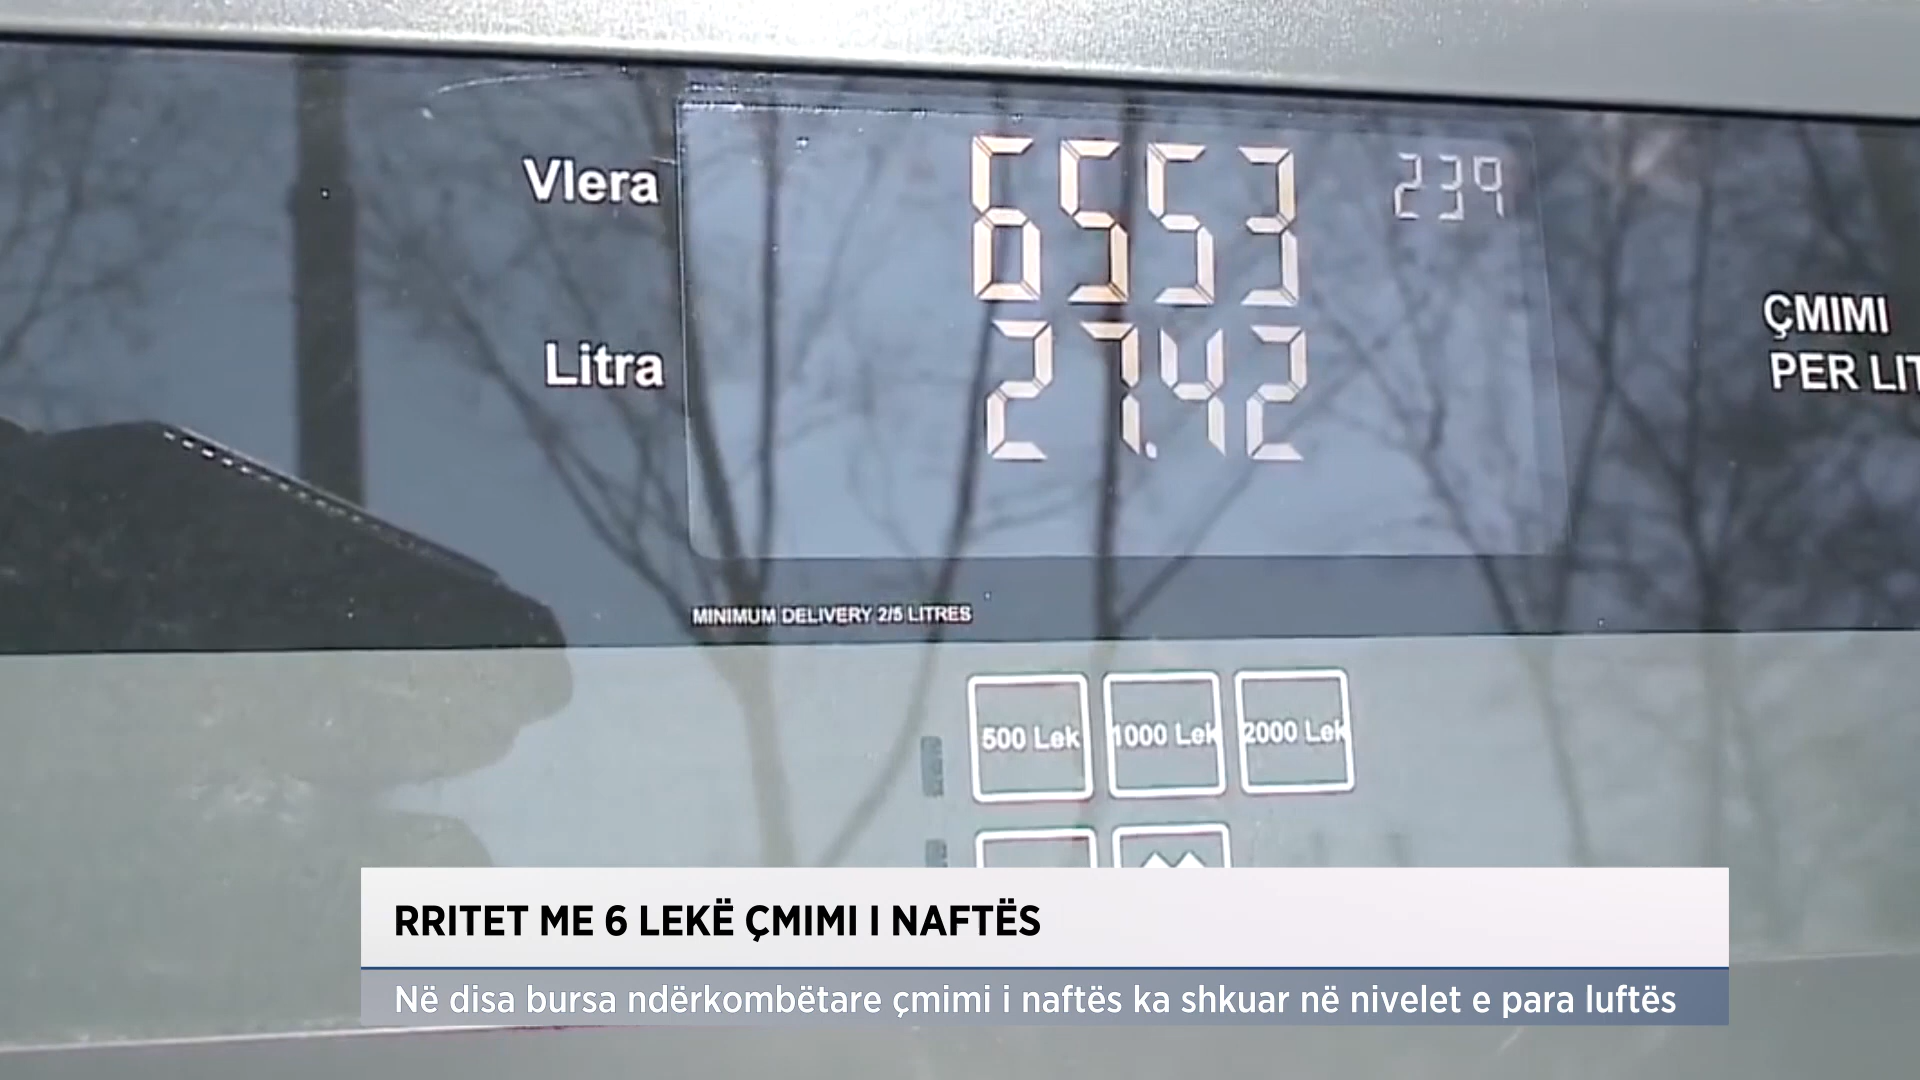 Vlera 6553 239
Litra 27.42
ÇMIMI
PER LIT
MINIMUM DELIVERY 2/5 LITRES
500 Lek 1000 Lek 2000 Lek
RRITET ME 6 LEKË ÇMIMI I NAFTËS
Në disa bursa ndërkombëtare çmimi i naftës ka shkuar në nivelet e para luftës